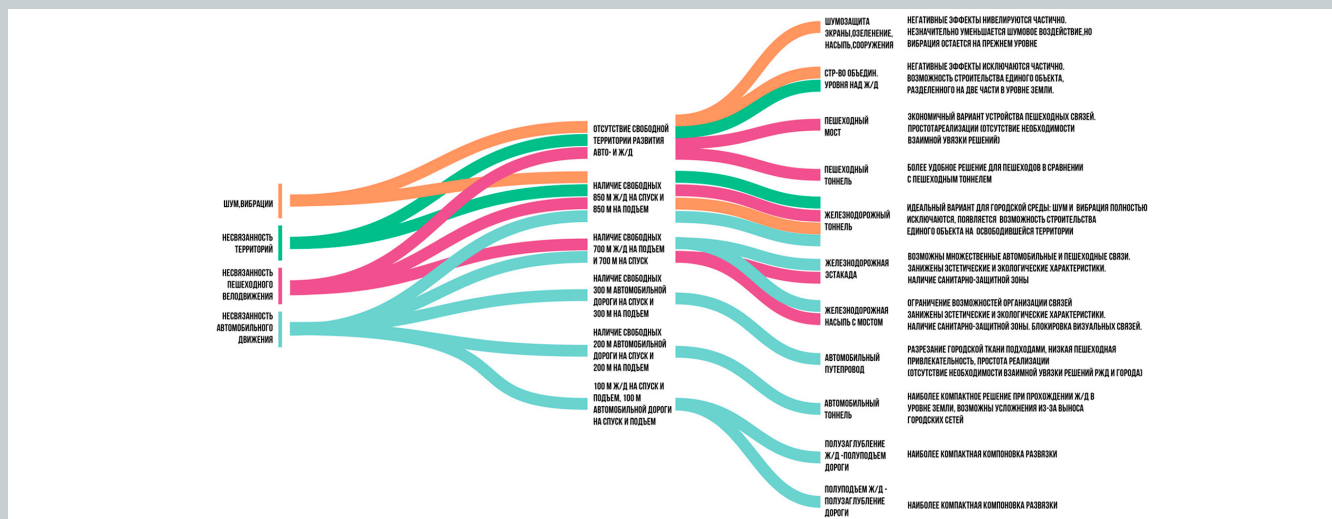 ШУМ,ВИБРАЦИИ
НЕСВЯЗАННОСТЬ
ТЕРРИТОРИЙ
НЕСВЯЗАННОСТЬ
ПЕШЕХОДНОГО
ВЕЛОДВИЖЕНИЯ
НЕСВЯЗАННОСТЬ
АВТОМОБИЛЬНОГО
ДВИЖЕНИЯ
ОТСУТСТВИЕ СВОБОДНОЙ
ТЕРРИТОРИИ РАЗВИТИЯ
АВТО- И Ж/Д
НАЛИЧИЕ СВОБОДНЫХ
850 М Ж/Д НА СПУСК И
850 М НА ПОДЪЕМ
НАЛИЧИЕ СВОБОДНЫХ
700 М Ж/Д НА ПОДЪЕМ
И 700 М НА СПУСК
НАЛИЧИЕ СВОБОДНЫХ
300 М АВТОМОБИЛЬНОЙ
ДОРОГИ НА СПУСК И
300 М НА ПОДЪЕМ
НАЛИЧИЕ СВОБОДНЫХ
200 М АВТОМОБИЛЬНОЙ
ДОРОГИ НА СПУСК И
200 М НА ПОДЪЕМ
100 М Ж/Д НА СПУСК И
ПОДЪЕМ, 100 М
АВТОМОБИЛЬНОЙ ДОРОГИ
НА СПУСК И ПОДЪЕМ
ШУМОЗАЩИТА
ЭКРАНЫ,ОЗЕЛЕНЕНИЕ,
НАСЫПЬ,СООРУЖЕНИЯ
НЕГАТИВНЫЕ ЭФФЕКТЫ НИВЕЛИРУЮТСЯ ЧАСТИЧНО.
НЕЗНАЧИТЕЛЬНО УМЕНЬШАЕТСЯ ШУМОВОЕ ВОЗДЕЙСТВИЕ,НО
ВИБРАЦИЯ ОСТАЕТСЯ НА ПРЕЖНЕМ УРОВНЕ
СТР-ВО ОБЪЕДИН.
УРОВНЯ НАД Ж/Д
НЕГАТИВНЫЕ ЭФФЕКТЫ ИСКЛЮЧАЮТСЯ ЧАСТИЧНО.
ВОЗМОЖНОСТЬ СТРОИТЕЛЬСТВА ЕДИНОГО ОБЪЕКТА,
РАЗДЕЛЕННОГО НА ДВЕ ЧАСТИ В УРОВНЕ ЗЕМЛИ.
ПЕШЕХОДНЫЙ
МОСТ
ЭКОНОМИЧНЫЙ ВАРИАНТ УСТРОЙСТВА ПЕШЕХОДНЫХ СВЯЗЕЙ.
ПРОСТОТАРЕАЛИЗАЦИИ (ОТСУТСТВИЕ НЕОБХОДИМОСТИ
ВЗАИМНОЙ УВЯЗКИ РЕШЕНИЙ)
ПЕШЕХОДНЫЙ
ТОННЕЛЬ
БОЛЕЕ УДОБНОЕ РЕШЕНИЕ ДЛЯ ПЕШЕХОДОВ В СРАВНЕНИИ
С ПЕШЕХОДНЫМ ТОННЕЛЕМ
ЖЕЛЕЗНОДОРОЖНЫЙ
ТОННЕЛЬ
ИДЕАЛЬНЫЙ ВАРИАНТ ДЛЯ ГОРОДСКОЙ СРЕДЫ: ШУМ И ВИБРАЦИЯ ПОЛНОСТЬЮ
ИСКЛЮЧАЮТСЯ, ПОЯВЛЯЕТСЯ ВОЗМОЖНОСТЬ СТРОИТЕЛЬСТВА
ЕДИНОГО ОБЪЕКТА НА ОСВОБОДИВШЕЙСЯ ТЕРРИТОРИИ
ЖЕЛЕЗНОДОРОЖНАЯ
ЭСТАКАДА
ВОЗМОЖНЫ МНОЖЕСТВЕННЫЕ АВТОМОБИЛЬНЫЕ И ПЕШЕХОДНЫЕ СВЯЗИ.
ЗАНИЖЕНЫ ЭСТЕТИЧЕСКИЕ И ЭКОЛОГИЧЕСКИЕ ХАРАКТЕРИСТИКИ.
НАЛИЧИЕ САНИТАРНО-ЗАЩИТНОЙ ЗОНЫ
ЖЕЛЕЗНОДОРОЖНАЯ
НАСЫПЬ С МОСТОМ
ОГРАНИЧЕНИЕ ВОЗМОЖНОСТЕЙ ОРГАНИЗАЦИИ СВЯЗЕЙ
ЗАНИЖЕНЫ ЭСТЕТИЧЕСКИЕ И ЭКОЛОГИЧЕСКИЕ ХАРАКТЕРИСТИКИ.
НАЛИЧИЕ САНИТАРНО-ЗАЩИТНОЙ ЗОНЫ. БЛОКИРОВКА ВИЗУАЛЬНЫХ СВЯЗЕЙ.
АВТОМОБИЛЬНЫЙ
ПУТЕПРОВОД
РАЗРЕЗАНИЕ ГОРОДСКОЙ ТКАНИ ПОДХОДАМИ, НИЗКАЯ ПЕШЕХОДНАЯ
ПРИВЛЕКАТЕЛЬНОСТЬ, ПРОСТОТА РЕАЛИЗАЦИИ
(ОТСУТСТВИЕ НЕОБХОДИМОСТИ ВЗАИМНОЙ УВЯЗКИ РЕШЕНИЙ РЖД И ГОРОДА)
АВТОМОБИЛЬНЫЙ
ТОННЕЛЬ
НАИБОЛЕЕ КОМПАКТНОЕ РЕШЕНИЕ ПРИ ПРОХОЖДЕНИИ Ж/Д В
УРОВНЕ ЗЕМЛИ, ВОЗМОЖНЫ УСЛОЖНЕНИЯ ИЗ-ЗА ВЫНОСА
ГОРОДСКИХ СЕТЕЙ
ПОЛУЗАГЛУБЛЕНИЕ
Ж/Д -ПОЛУПОДЪЕМ
ДОРОГИ
НАИБОЛЕЕ КОМПАКТНАЯ КОМПОНОВКА РАЗВЯЗКИ
ПОЛУПОДЪЕМ Ж/Д -
ПОЛУЗАГЛУБЛЕНИЕ
ДОРОГИ
НАИБОЛЕЕ КОМПАКТНАЯ КОМПОНОВКА РАЗВЯЗКИ